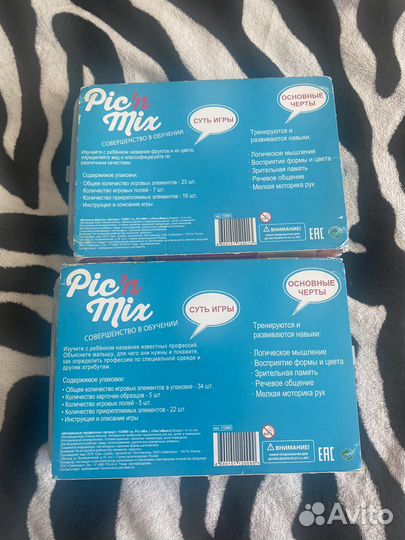 Pic'n
Mix
СОВЕРШЕНСТВО В ОБУЧЕНИИ
СУТЬ ИГРЫ
ОСНОВНЫЕ
ЧЕРТЫ
Изучайте с ребёнком названия фруктов и их цвета,
определяйте вид и классифицируйте по
различным качествам.
Содержимое упаковки:
· Общее количество игровых элементов - 23 шт.
· Количество игровых полей - 7 шт.
· Количество прикрепляемых элементов - 16 шт.
· Инструкция и описание игры
Тренируются и
развиваются навыки:
· Логическое мышление
· Восприятие формы и цвета
· Зрительная память
· Речевое общение
· Мелкая моторика рук
ВНИМАНИЕ!
EAC
Pic'n
Mix
СОВЕРШЕНСТВО В ОБУЧЕНИИ
СУТЬ ИГРЫ
ОСНОВНЫЕ
ЧЕРТЫ
Изучите с ребёнком названия известных профессий.
Объясните малышу, для чего они нужны и покажите,
как определить профессию по специальной одежде и
другим атрибутам.
Содержимое упаковки:
· Общее количество игровых элементов в упаковке - 34 шт.
· Количество карточек-образцов - 5 шт.
· Количество игровых полей - 5 шт.
· Количество прикрепляемых элементов - 22 шт.
· Инструкция и описание игры
Тренируются и
развиваются навыки:
· Логическое мышление
· Восприятие формы и цвета
· Зрительная память
· Речевое общение
· Мелкая моторика рук
ВНИМАНИЕ!
EAC
Avito